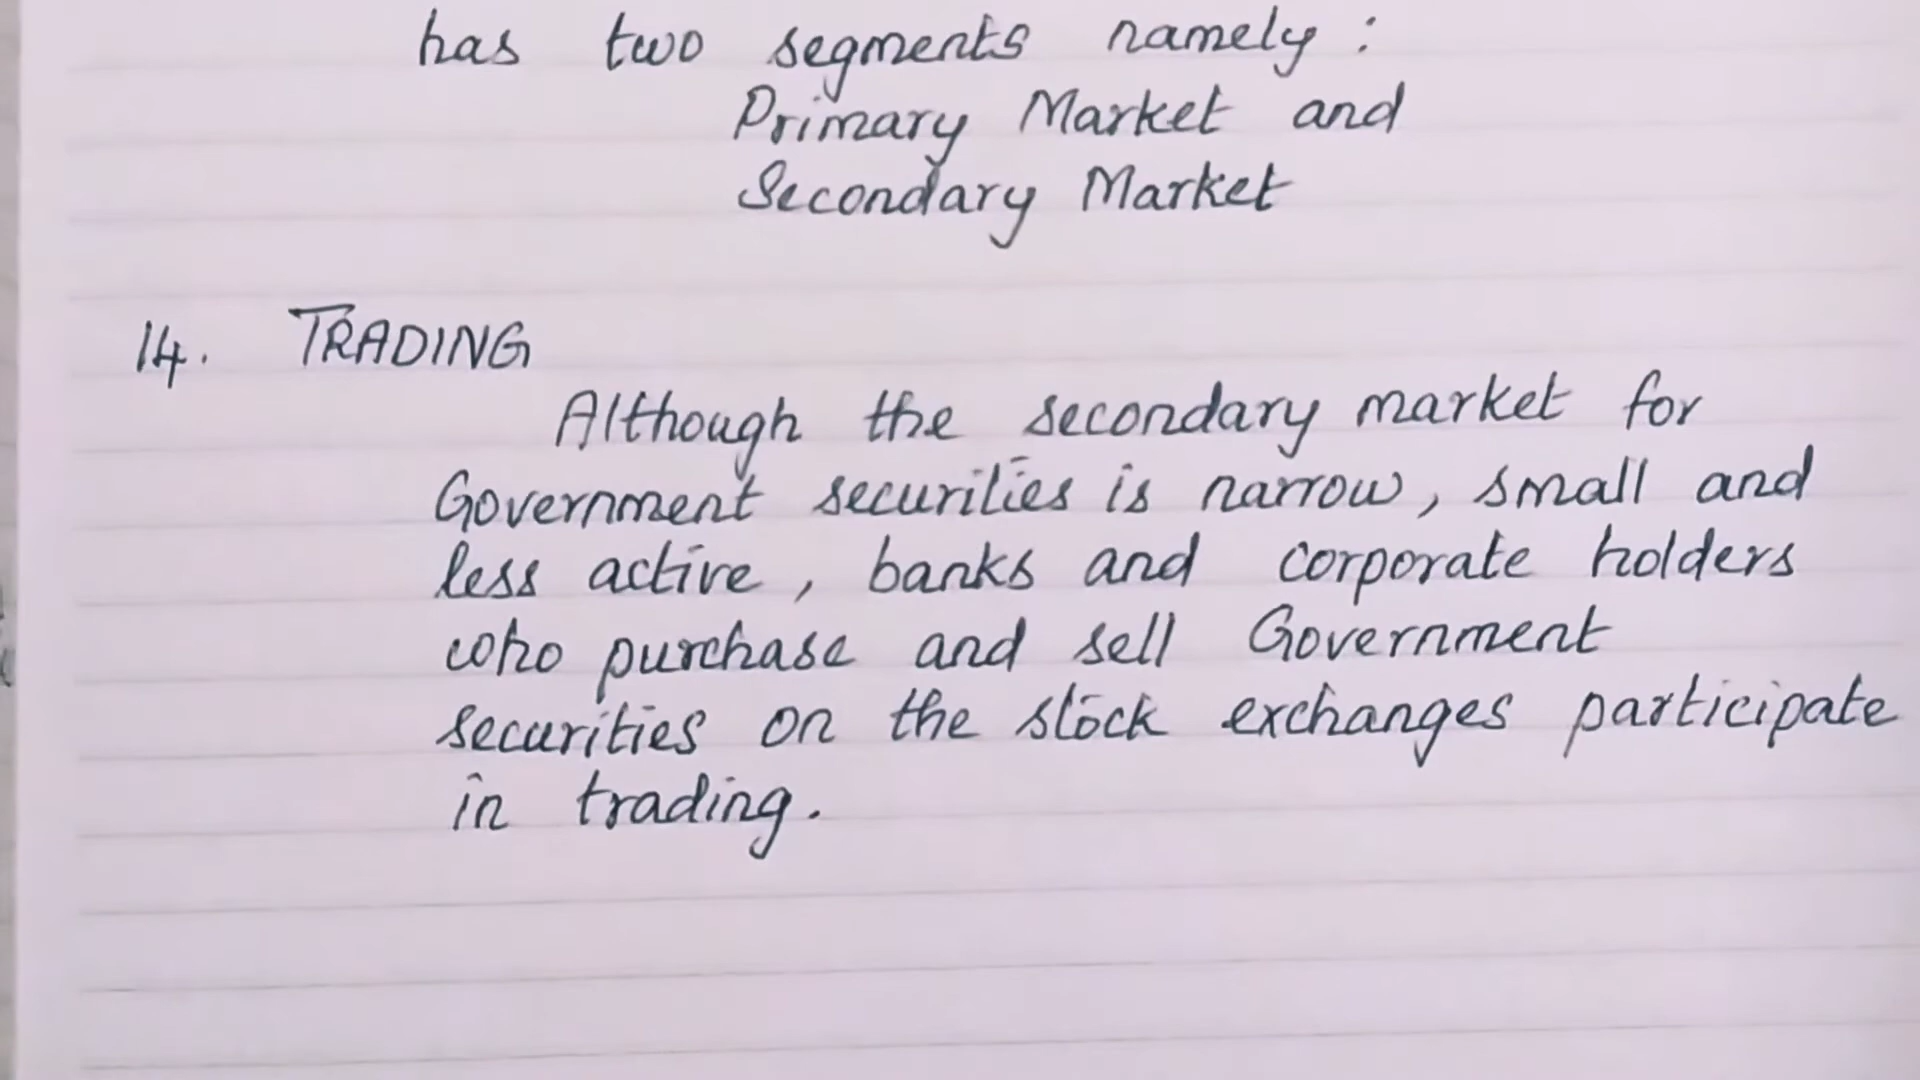 has two segments namely :
Primary Market and
Secondary Market
14. TRADING
Although the secondary market for
Government securities is narrow, small and
less active, banks and corporate holders
who purchase and sell Government
securities on the stock exchanges participate
in trading.